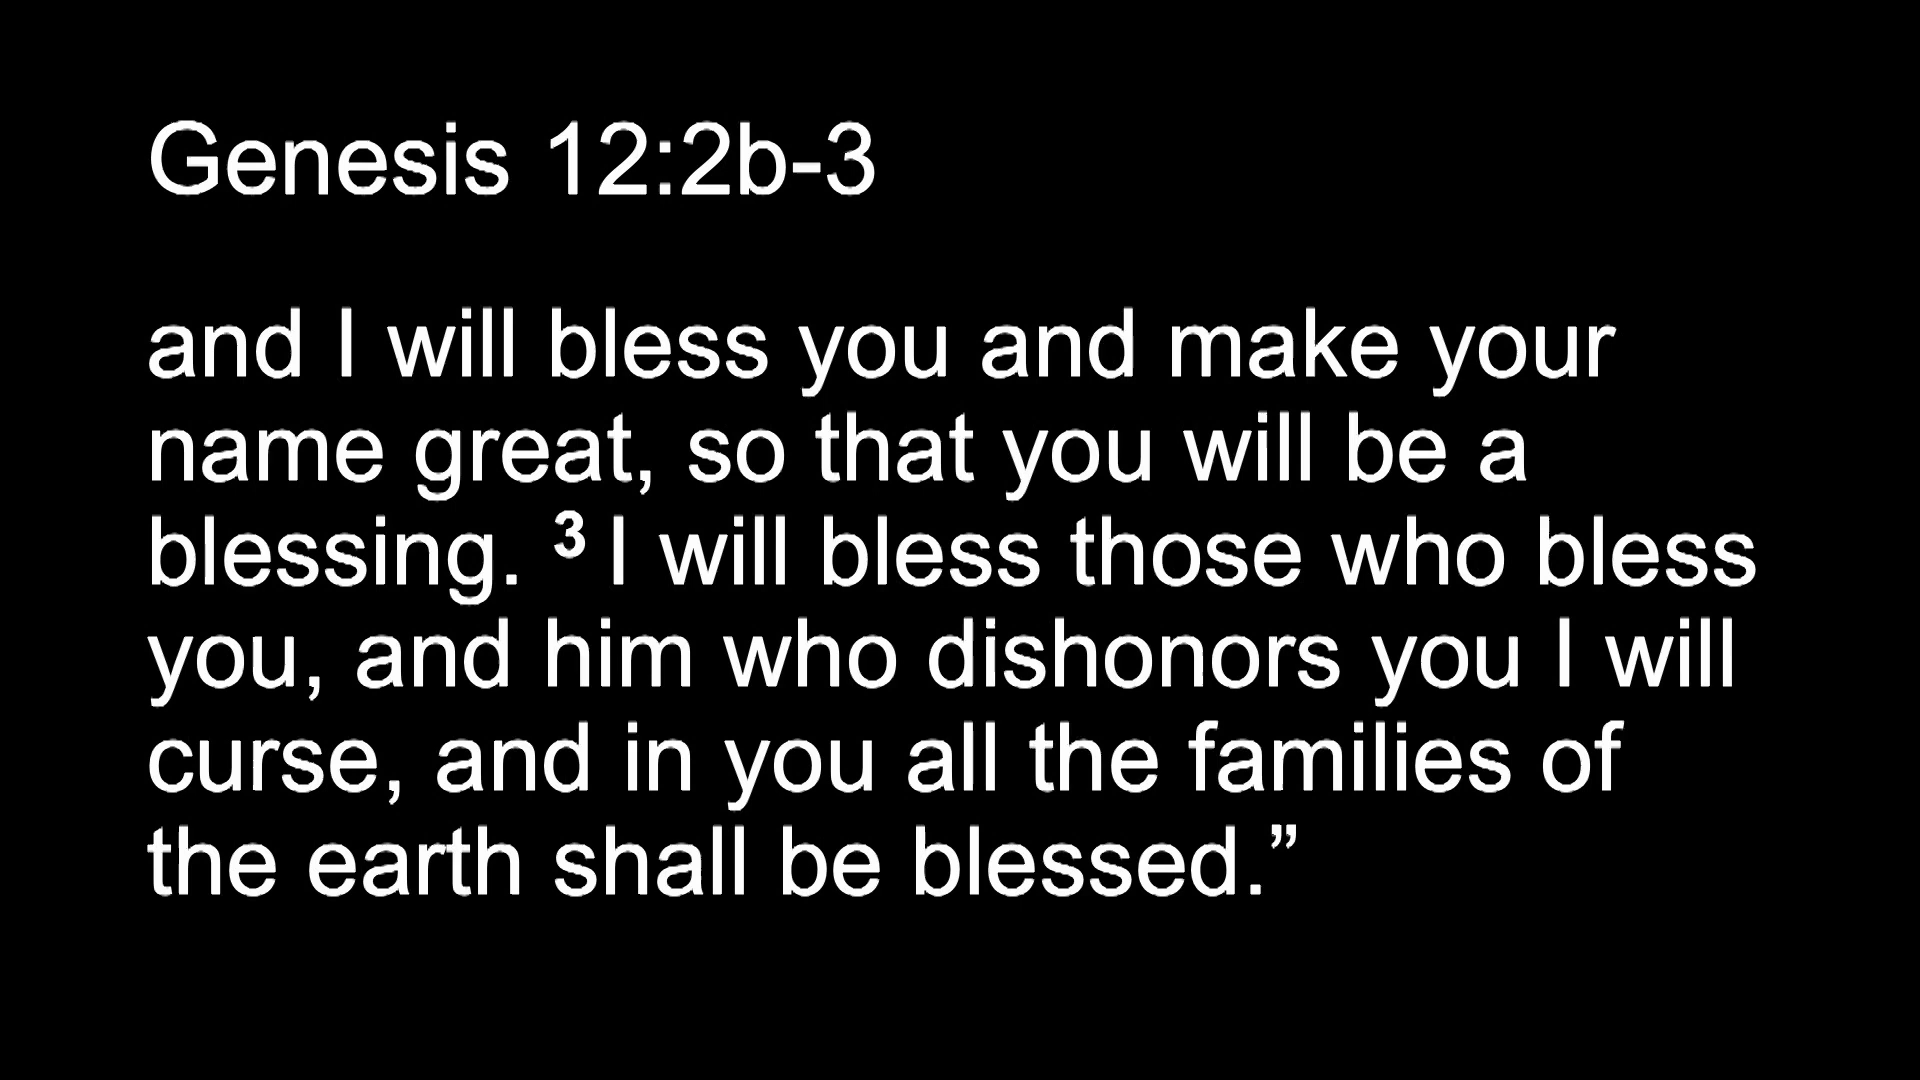 Genesis 12:2b-3
and I will bless you and make your
name great, so that you will be a
blessing. ³ I will bless those who bless
you, and him who dishonors you I will
curse, and in you all the families of
the earth shall be blessed.”